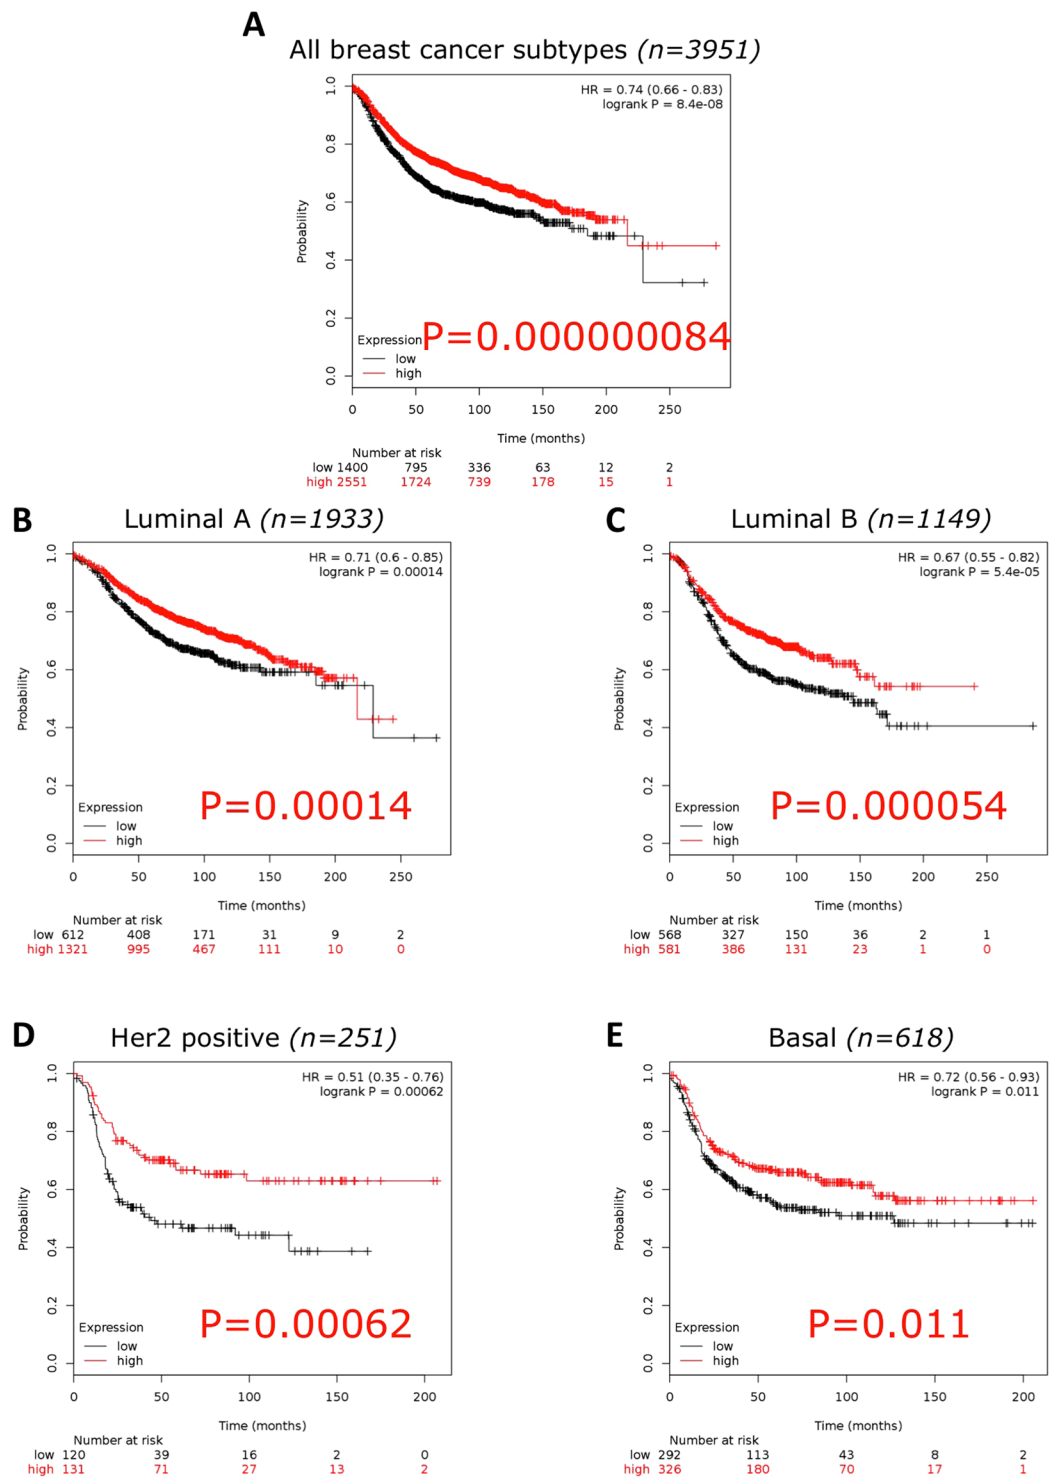 A
All breast cancer subtypes (n=3951)
HR = 0.74 (0.66 - 0.83)
logrank P = 8.4e-08
1.0
0.8
0.6
0.4
0.2
0.0
Probability
P=0.000000084
Expression
low
high
0 50 100 150 200 250
Time (months)
Number at risk
low 1400 795 336 63 12 2
high 2551 1724 739 178 15 1
B
Luminal A (n=1933)
HR = 0.71 (0.6 - 0.85)
logrank P = 0.00014
1.0
0.8
0.6
0.4
0.2
0.0
Probability
P=0.00014
Expression
low
high
0 50 100 150 200 250
Time (months)
Number at risk
low 612 408 171 31 9 2
high 1321 995 467 111 10 0
C
Luminal B (n=1149)
HR = 0.67 (0.55 - 0.82)
logrank P = 5.4e-05
1.0
0.8
0.6
0.4
0.2
0.0
Probability
P=0.000054
Expression
low
high
0 50 100 150 200 250
Time (months)
Number at risk
low 568 327 150 36 2 1
high 581 386 131 23 1 0
D
Her2 positive (n=251)
HR = 0.51 (0.35 - 0.76)
logrank P = 0.00062
1.0
0.8
0.6
0.4
0.2
0.0
Probability
P=0.00062
Expression
low
high
0 50 100 150 200
Time (months)
Number at risk
low 120 39 16 2 0
high 131 71 27 13 2
E
Basal (n=618)
HR = 0.72 (0.56 - 0.93)
logrank P = 0.011
1.0
0.8
0.6
0.4
0.2
0.0
Probability
P=0.011
Expression
low
high
0 50 100 150 200
Time (months)
Number at risk
low 292 113 43 8 2
high 326 180 70 17 1